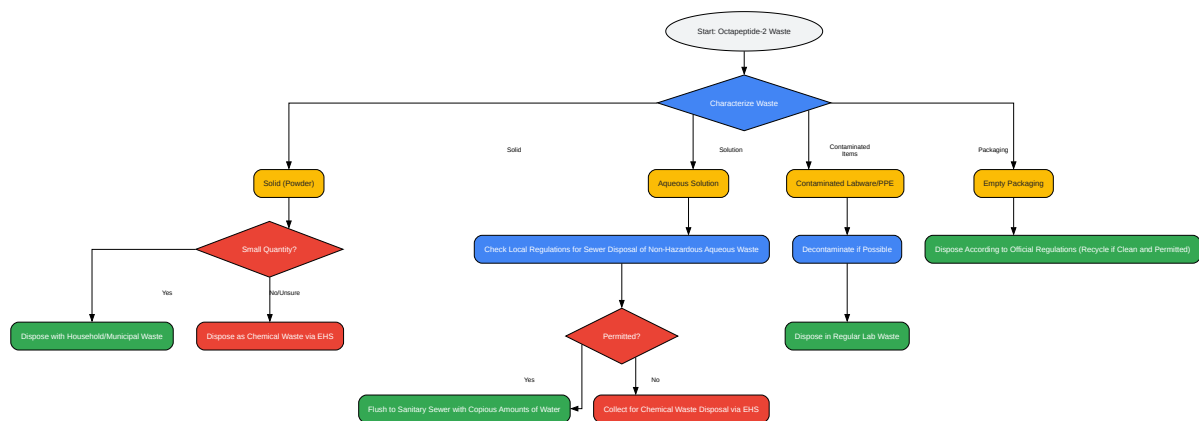 Start: Octapeptide-2 Waste
Characterize Waste
Solid
Solution
Contaminated
Items
Packaging
Solid (Powder)
Aqueous Solution
Contaminated Labware/PPE
Empty Packaging
Small Quantity?
Check Local Regulations for Sewer Disposal of Non-Hazardous Aqueous Waste
Decontaminate if Possible
Dispose According to Official Regulations (Recycle if Clean and Permitted)
Yes
No/Unsure
Dispose with Household/Municipal Waste
Dispose as Chemical Waste via EHS
Permitted?
Dispose in Regular Lab Waste
Yes
No
Flush to Sanitary Sewer with Copious Amounts of Water
Collect for Chemical Waste Disposal via EHS